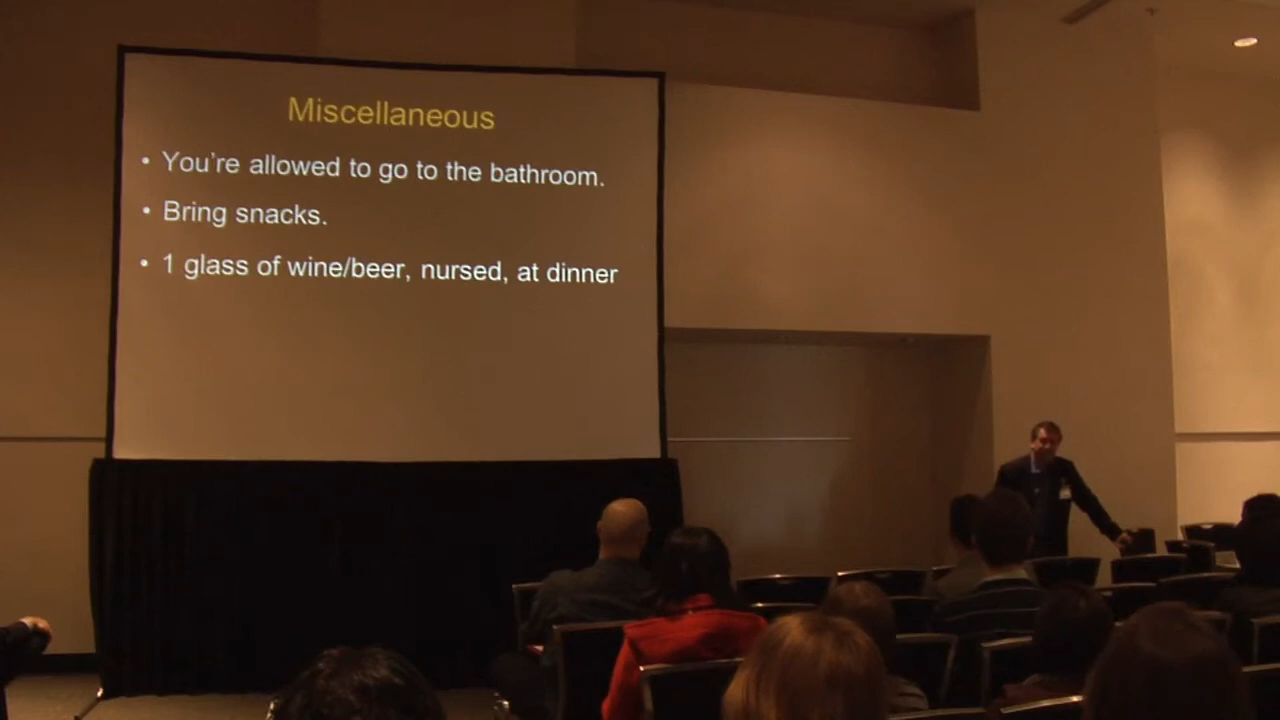 Miscellaneous
• You're allowed to go to the bathroom.
• Bring snacks.
• 1 glass of wine/beer, nursed, at dinner